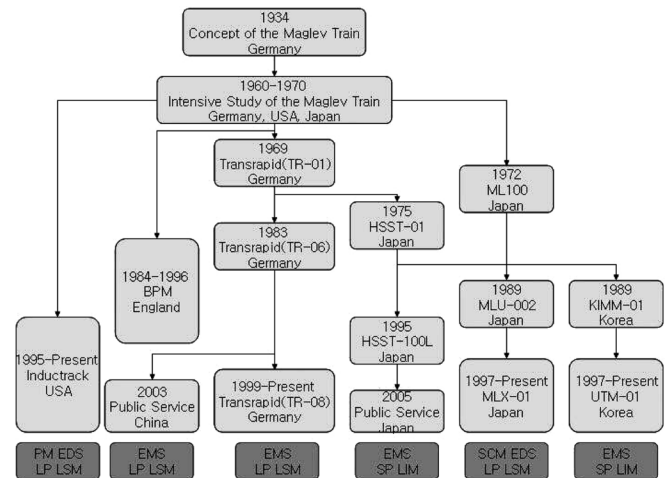 1934
Concept of the Maglev Train
Germany
1960-1970
Intensive Study of the Maglev Train
Germany, USA, Japan
1969
Transrapid(TR-01)
Germany
1972
ML100
Japan
1975
HSST-01
Japan
1983
Transrapid(TR-06)
Germany
1984-1996
BPM
England
1989
MLU-002
Japan
1989
KIMM-01
Korea
1995
HSST-100L
Japan
1995-Present
Inductrack
USA
2003
Public Service
China
1999-Present
Transrapid(TR-08)
Germany
2005
Public Service
Japan
1997-Present
MLX-01
Japan
1997-Present
UTM-01
Korea
PM EDS
LP LSM
EMS
LP LSM
EMS
LP LSM
EMS
SP LIM
SCM EDS
LP LSM
EMS
SP LIM